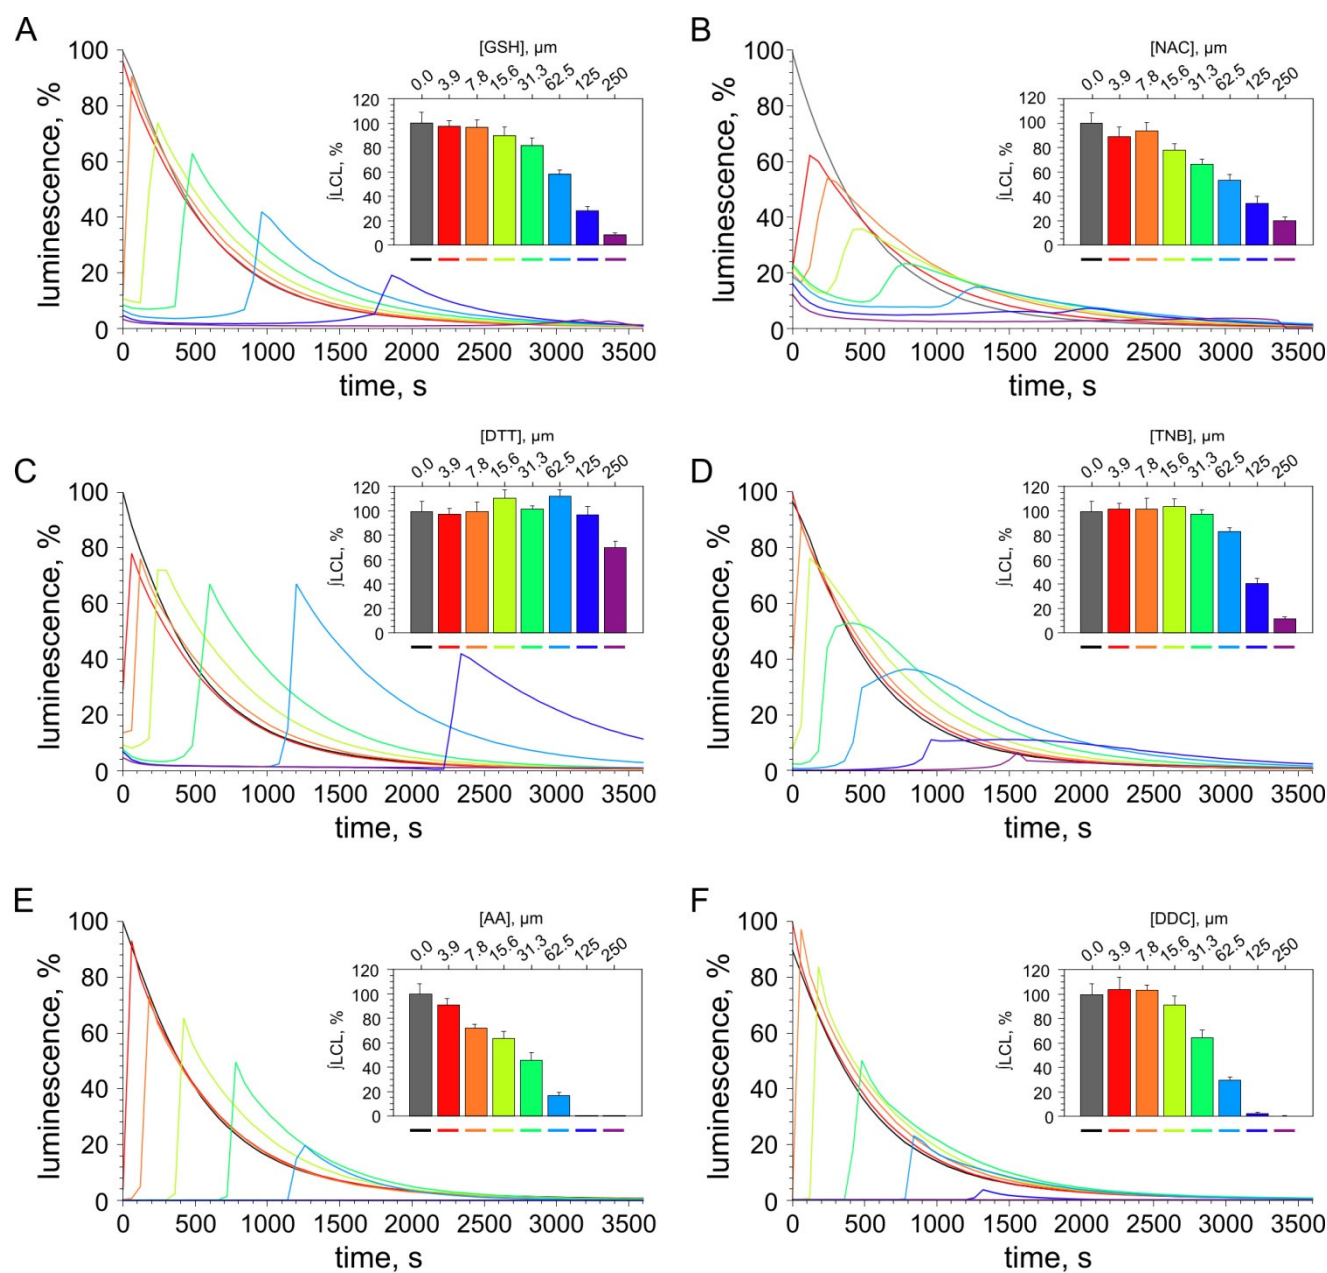 A
[GSH], µm
0.0 3.9 7.8 15.6 31.3 62.5 125 250
120
100
80
60
40
20
0
∫LCL, %
100
80
60
40
20
0
luminescence, %
0 500 1000 1500 2000 2500 3000 3500
time, s
B
[NAC], µm
0.0 3.9 7.8 15.6 31.3 62.5 125 250
120
100
80
60
40
20
0
∫LCL, %
100
80
60
40
20
0
luminescence, %
0 500 1000 1500 2000 2500 3000 3500
time, s
C
[DTT], µm
0.0 3.9 7.8 15.6 31.3 62.5 125 250
120
100
80
60
40
20
0
∫LCL, %
100
80
60
40
20
0
luminescence, %
0 500 1000 1500 2000 2500 3000 3500
time, s
D
[TNB], µm
0.0 3.9 7.8 15.6 31.3 62.5 125 250
120
100
80
60
40
20
0
∫LCL, %
100
80
60
40
20
0
luminescence, %
0 500 1000 1500 2000 2500 3000 3500
time, s
E
[AA], µm
0.0 3.9 7.8 15.6 31.3 62.5 125 250
120
100
80
60
40
20
0
∫LCL, %
100
80
60
40
20
0
luminescence, %
0 500 1000 1500 2000 2500 3000 3500
time, s
F
[DDC], µm
0.0 3.9 7.8 15.6 31.3 62.5 125 250
120
100
80
60
40
20
0
∫LCL, %
100
80
60
40
20
0
luminescence, %
0 500 1000 1500 2000 2500 3000 3500
time, s